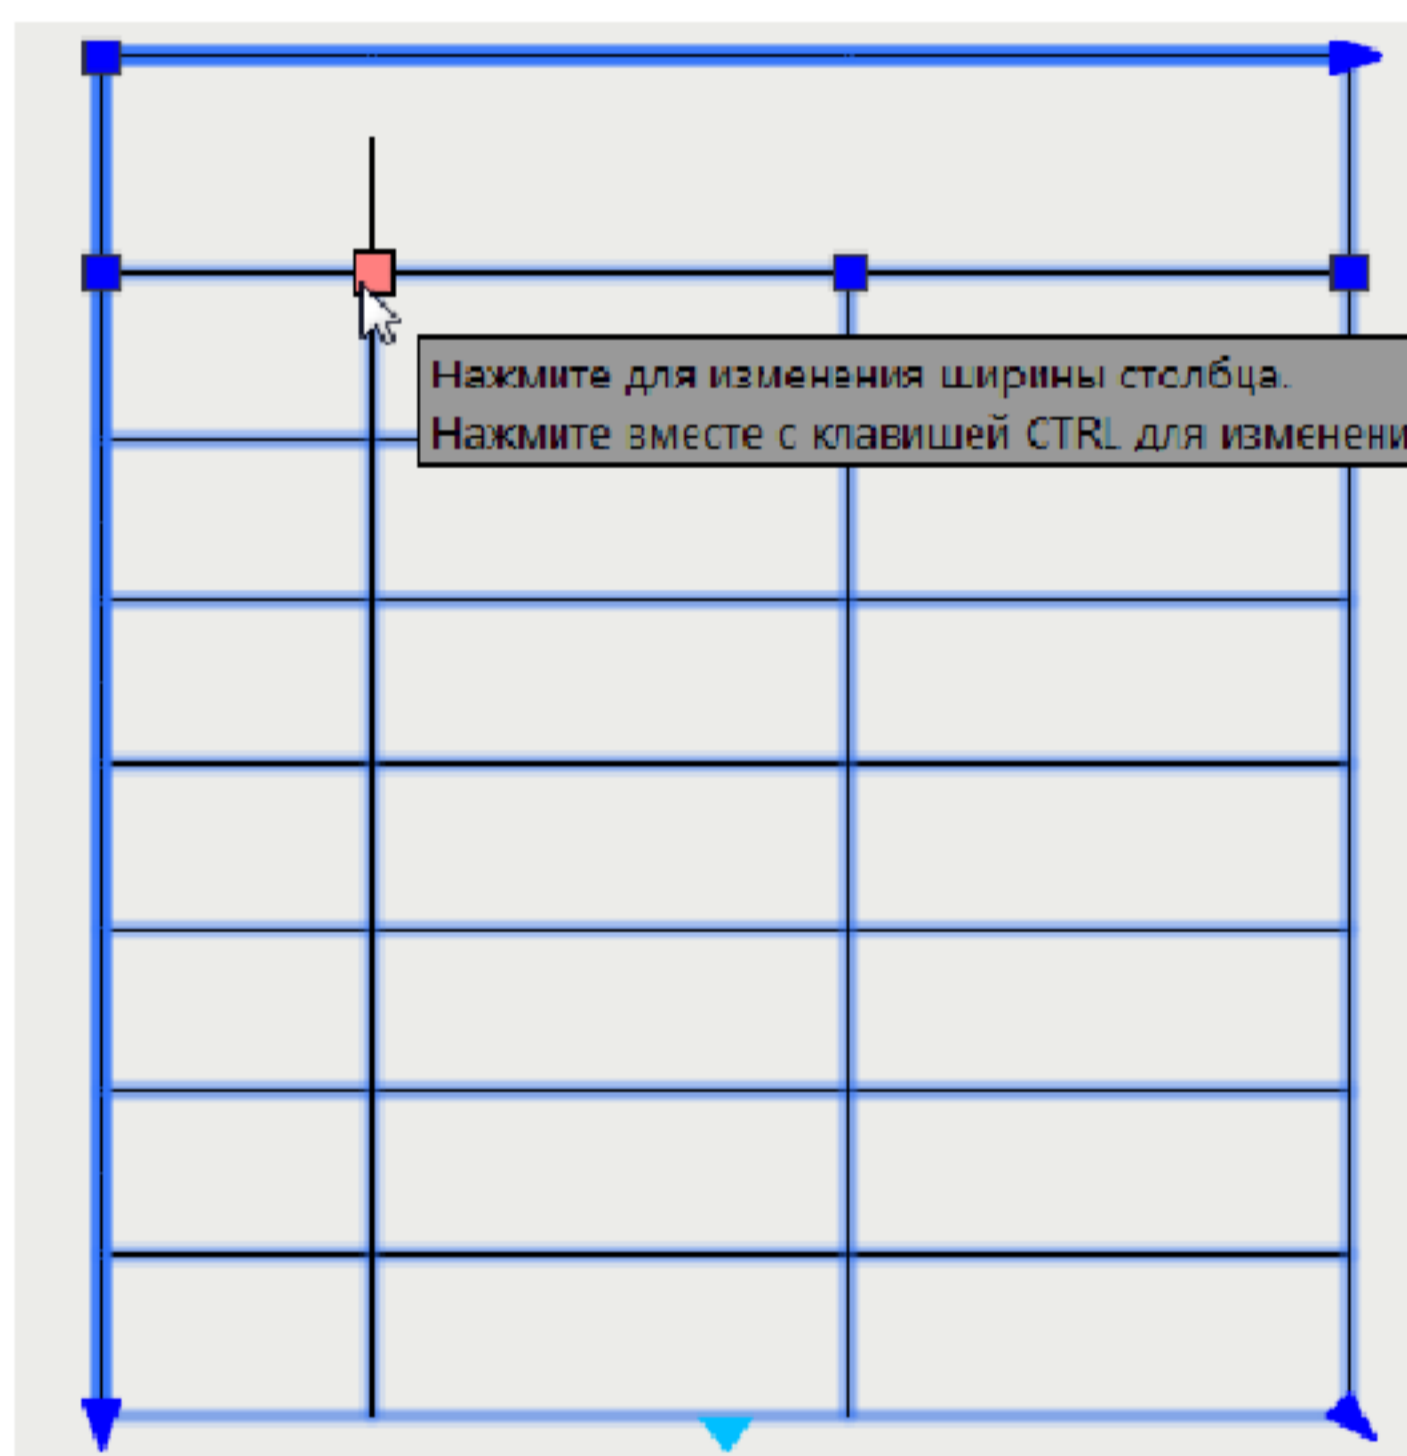 Нажмите для изменения ширины столбца.
Нажмите вместе с клавишей CTRL для изменени